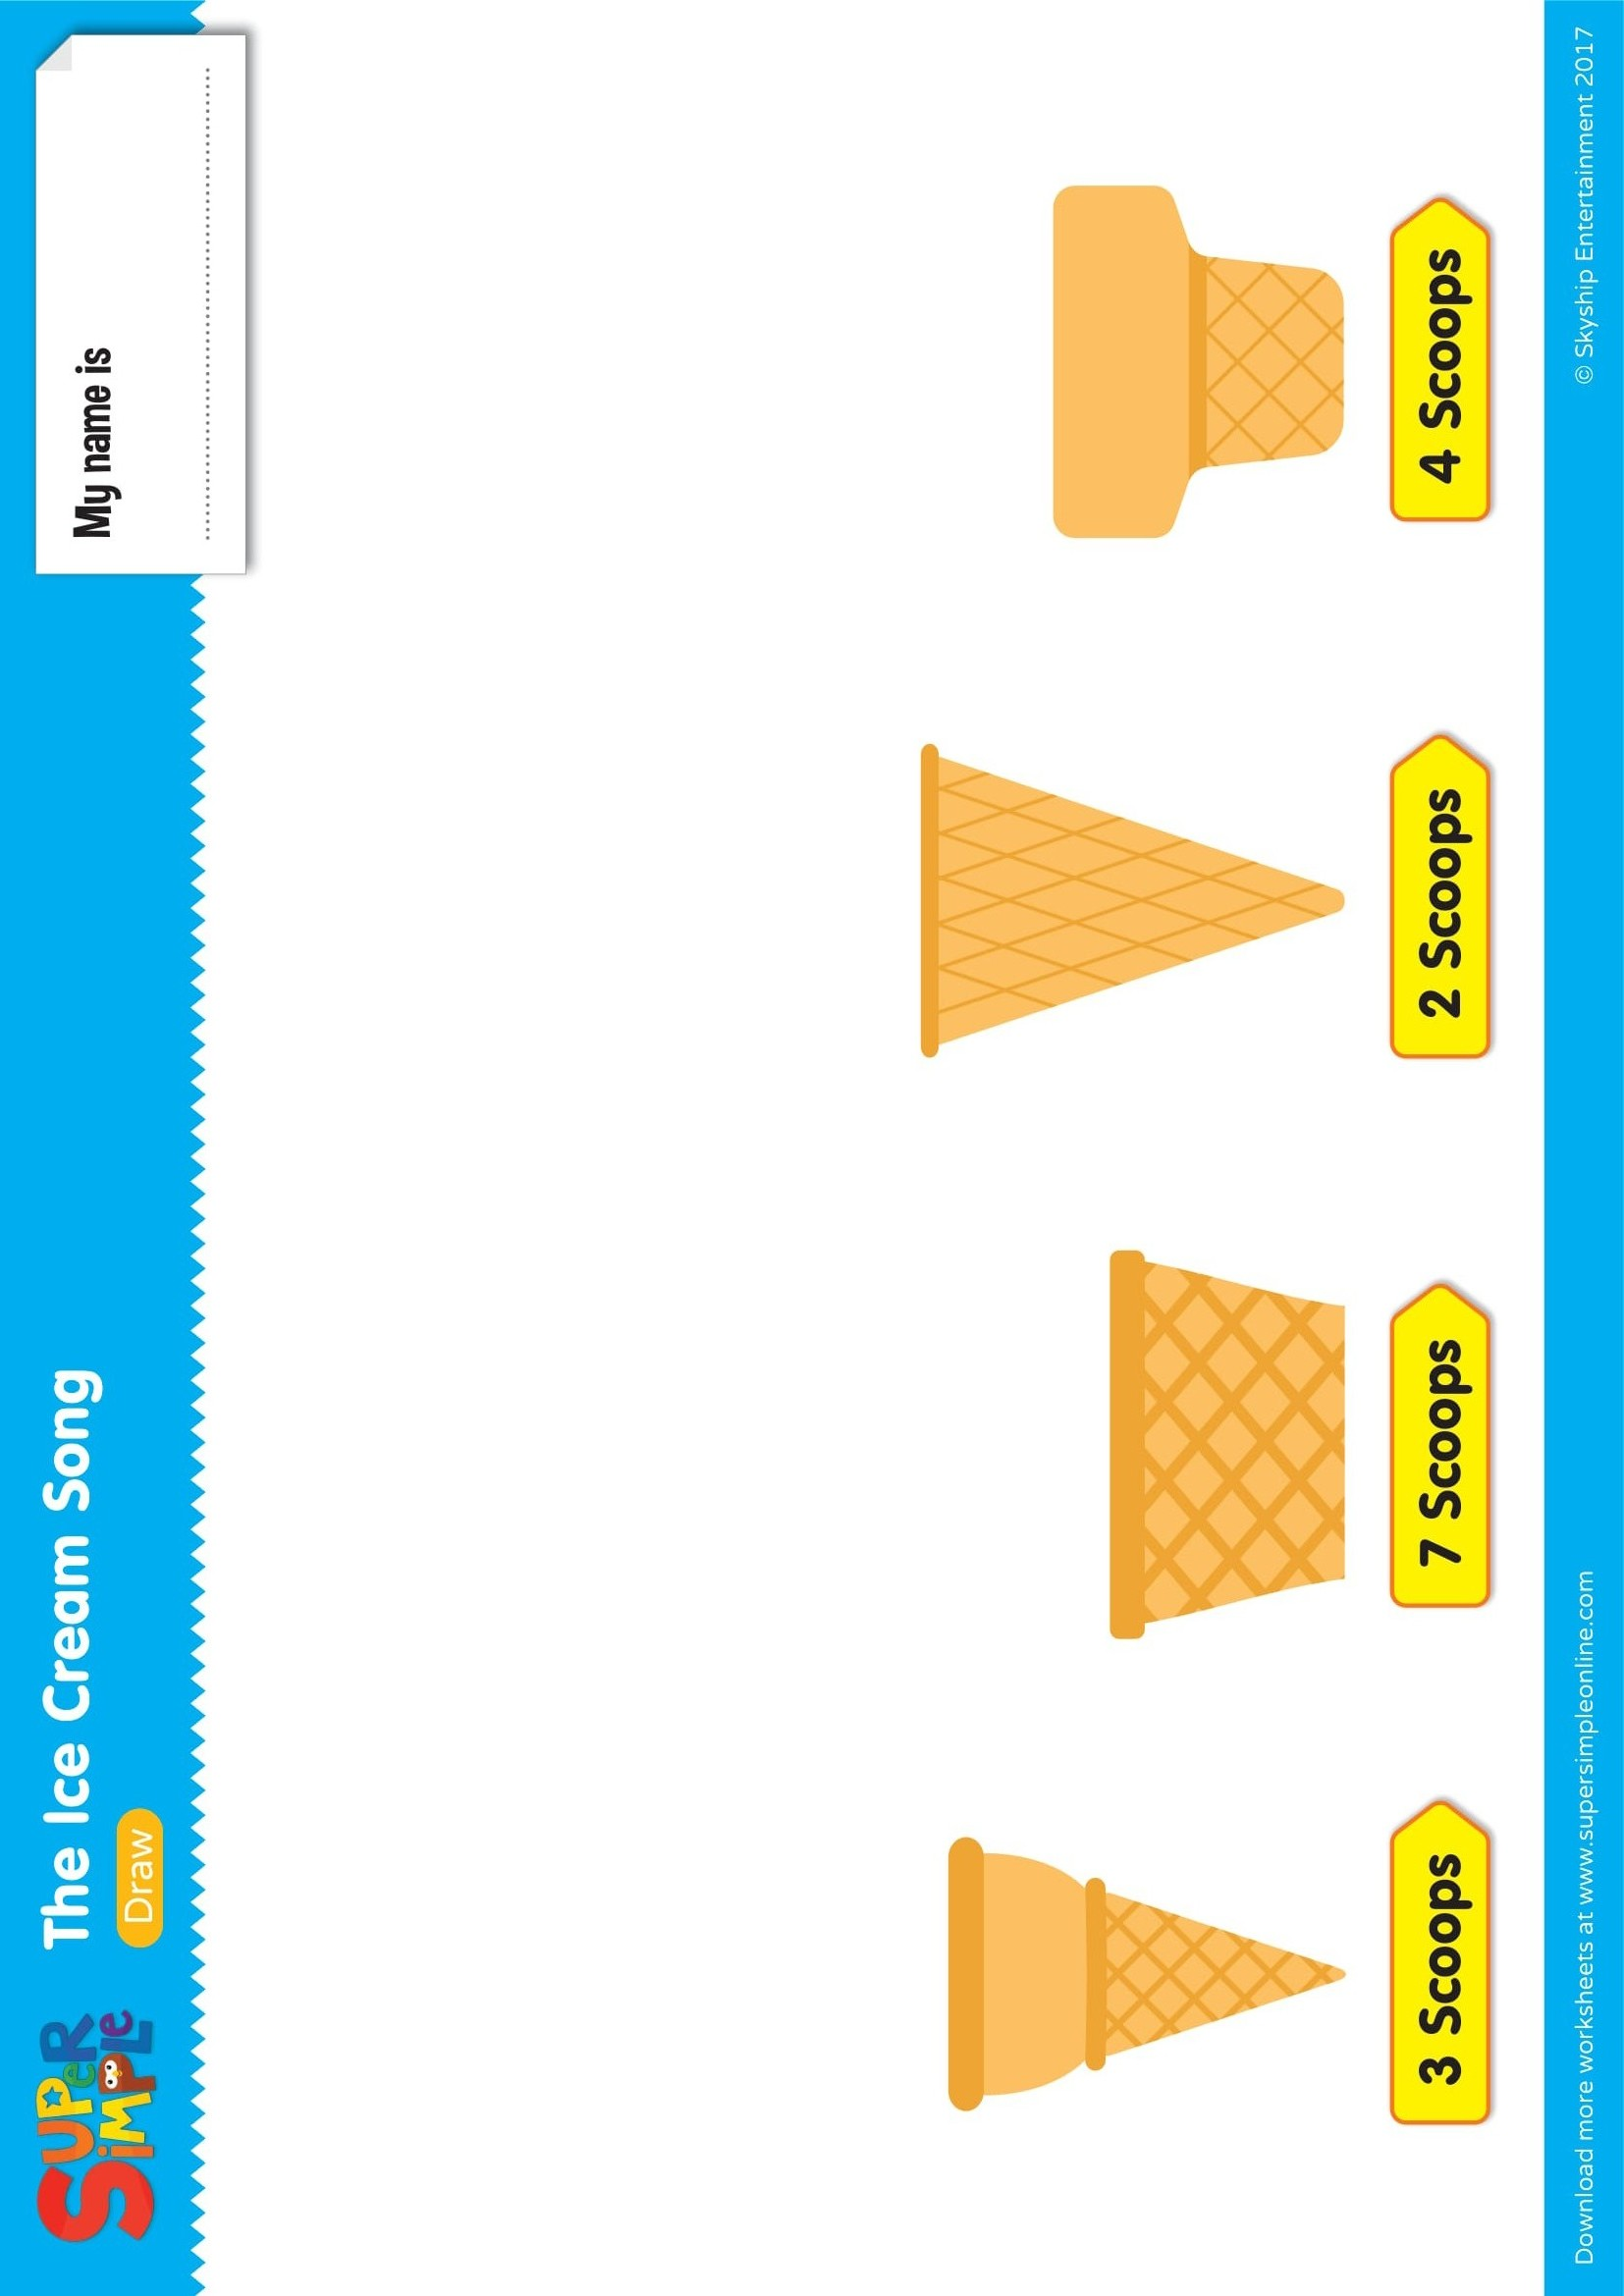 SUPeR
SiMPLe
The Ice Cream Song
Draw
My name is
3 Scoops
7 Scoops
2 Scoops
4 Scoops
Download more worksheets at www.supersimpleonline.com
© Skyship Entertainment 2017